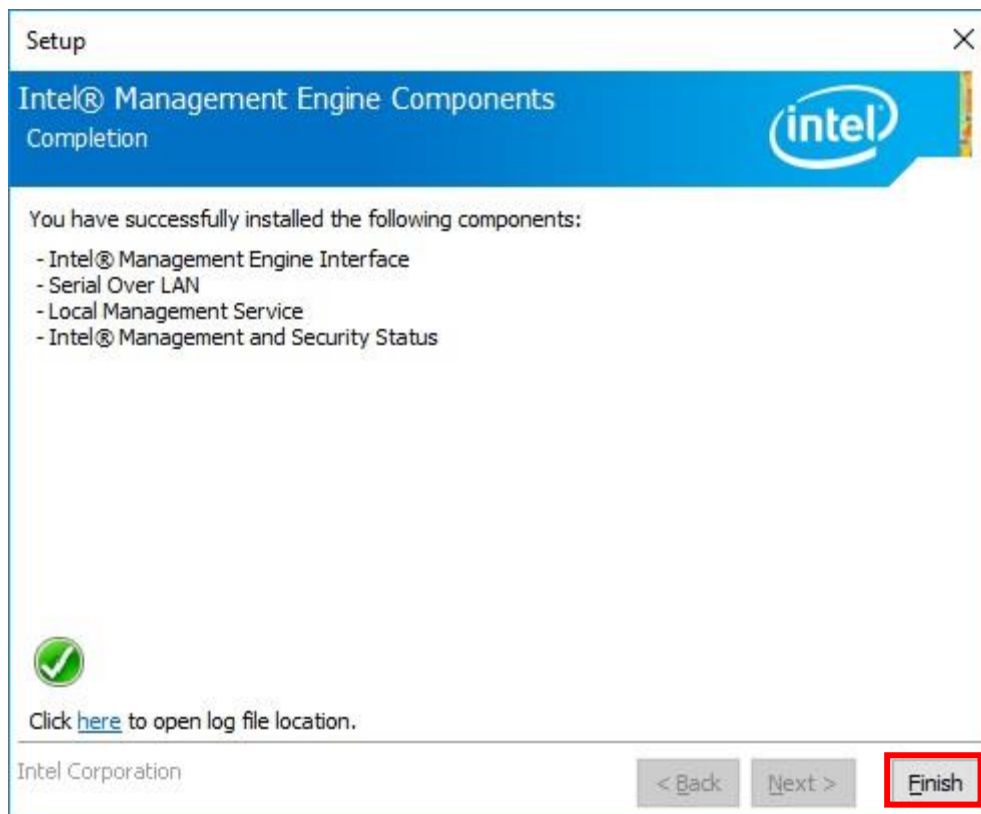 Setup
Intel® Management Engine Components
Completion
intel
You have successfully installed the following components:
- Intel® Management Engine Interface
- Serial Over LAN
- Local Management Service
- Intel® Management and Security Status
Click here to open log file location.
Intel Corporation
< Back Next > Finish